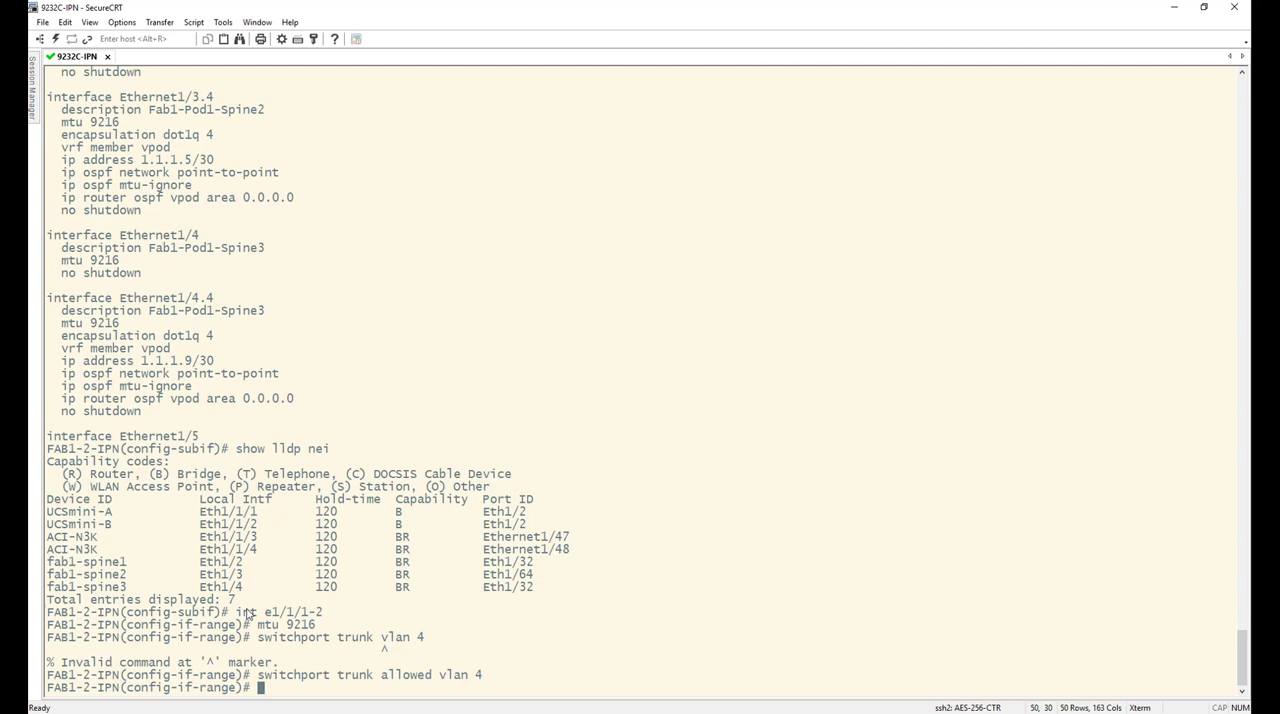 9232C-IPN - SecureCRT
File Edit View Options Transfer Script Tools Window Help
Enter host <Alt+R>
9232C-IPN
Session Manager
no shutdown
interface Ethernet1/3.4
description Fab1-Pod1-Spine2
mtu 9216
encapsulation dot1q 4
vrf member vpod
ip address 1.1.1.5/30
ip ospf network point-to-point
ip ospf mtu-ignore
ip router ospf vpod area 0.0.0.0
no shutdown
interface Ethernet1/4
description Fab1-Pod1-Spine3
mtu 9216
no shutdown
interface Ethernet1/4.4
description Fab1-Pod1-Spine3
mtu 9216
encapsulation dot1q 4
vrf member vpod
ip address 1.1.1.9/30
ip ospf network point-to-point
ip ospf mtu-ignore
ip router ospf vpod area 0.0.0.0
no shutdown
interface Ethernet1/5
FAB1-2-IPN(config-subif)# show lldp nei
Capability codes:
(R) Router, (B) Bridge, (T) Telephone, (C) DOCSIS Cable Device
(W) WLAN Access Point, (P) Repeater, (S) Station, (O) Other
Device ID Local Intf Hold-time Capability Port ID
UCSmini-A Eth1/1/1 120 B Eth1/2
UCSmini-B Eth1/1/2 120 B Eth1/2
ACI-N3K Eth1/1/3 120 BR Ethernet1/47
ACI-N3K Eth1/1/4 120 BR Ethernet1/48
fab1-spine1 Eth1/2 120 BR Eth1/32
fab1-spine2 Eth1/3 120 BR Eth1/64
fab1-spine3 Eth1/4 120 BR Eth1/32
Total entries displayed: 7
FAB1-2-IPN(config-subif)# int e1/1/1-2
FAB1-2-IPN(config-if-range)# mtu 9216
FAB1-2-IPN(config-if-range)# switchport trunk vlan 4
^
% Invalid command at '^' marker.
FAB1-2-IPN(config-if-range)# switchport trunk allowed vlan 4
FAB1-2-IPN(config-if-range)#
Ready ssh2: AES-256-CTR 50, 30 50 Rows, 163 Cols Xterm CAP NUM